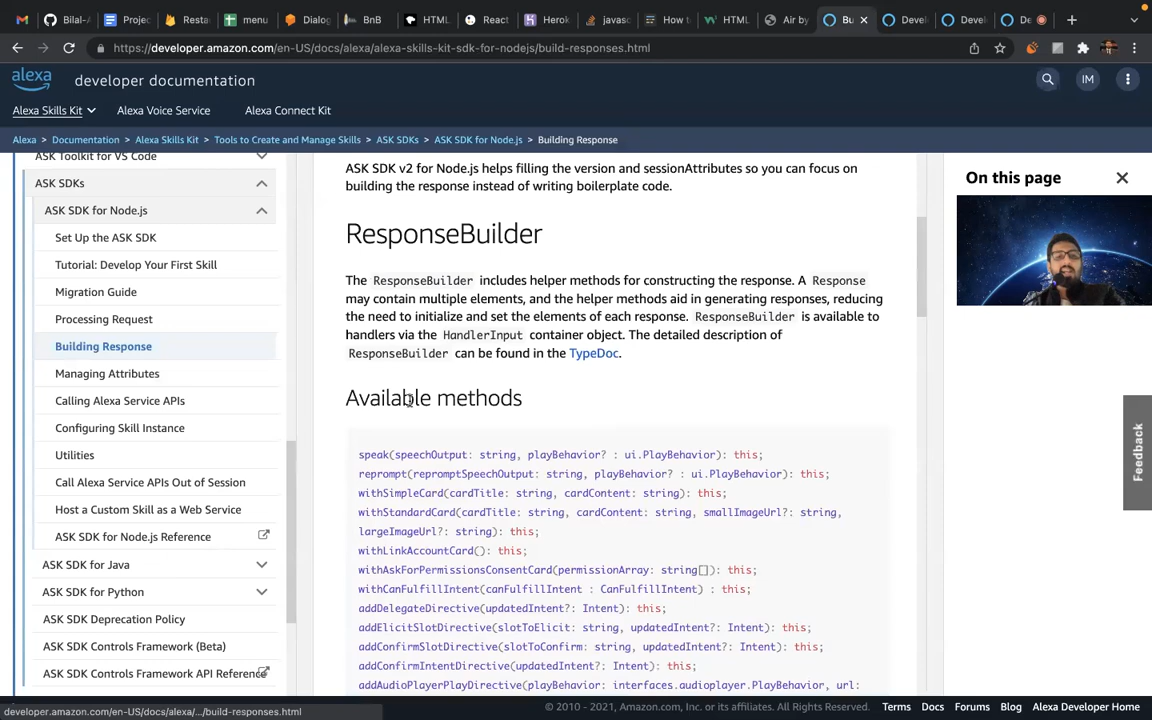 Bilal-A
Projec
Resta
menu
Dialog
BnB
HTML
React
Herok
javasc
How t
HTML
Air by
Bu
Devel
Devel
De
https://developer.amazon.com/en-US/docs/alexa/alexa-skills-kit-sdk-for-nodejs/build-responses.html
alexa
developer documentation
IM
Alexa Skills Kit
Alexa Voice Service
Alexa Connect Kit
Alexa > Documentation > Alexa Skills Kit > Tools to Create and Manage Skills > ASK SDKs > ASK SDK for Node.js > Building Response
ASK Toolkit for VS Code
ASK SDKs
ASK SDK for Node.js
Set Up the ASK SDK
Tutorial: Develop Your First Skill
Migration Guide
Processing Request
Building Response
Managing Attributes
Calling Alexa Service APIs
Configuring Skill Instance
Utilities
Call Alexa Service APIs Out of Session
Host a Custom Skill as a Web Service
ASK SDK for Node.js Reference
ASK SDK for Java
ASK SDK for Python
ASK SDK Deprecation Policy
ASK SDK Controls Framework (Beta)
ASK SDK Controls Framework API Reference
ASK SDK v2 for Node.js helps filling the version and sessionAttributes so you can focus on
building the response instead of writing boilerplate code.
ResponseBuilder
The ResponseBuilder includes helper methods for constructing the response. A Response
may contain multiple elements, and the helper methods aid in generating responses, reducing
the need to initialize and set the elements of each response. ResponseBuilder is available to
handlers via the HandlerInput container object. The detailed description of
ResponseBuilder can be found in the TypeDoc.
Available methods
speak(speechOutput: string, playBehavior? : ui.PlayBehavior): this;
reprompt(repromptSpeechOutput: string, playBehavior? : ui.PlayBehavior): this;
withSimpleCard(cardTitle: string, cardContent: string): this;
withStandardCard(cardTitle: string, cardContent: string, smallImageUrl?: string,
largeImageUrl?: string): this;
withLinkAccountCard(): this;
withAskForPermissionsConsentCard(permissionArray: string[]): this;
withCanFulfillIntent(canFulfillIntent : CanFulfillIntent) : this;
addDelegateDirective(updatedIntent?: Intent): this;
addElicitSlotDirective(slotToElicit: string, updatedIntent?: Intent): this;
addConfirmSlotDirective(slotToConfirm: string, updatedIntent?: Intent): this;
addConfirmIntentDirective(updatedIntent?: Intent): this;
addAudioPlayerPlayDirective(playBehavior: interfaces.audioplayer.PlayBehavior, url:
On this page
Feedback
developer.amazon.com/en-US/docs/alexa/.../build-responses.html
© 2010 - 2021, Amazon.com, Inc. or its affiliates. All Rights Reserved.
Terms
Docs
Forums
Blog
Alexa Developer Home